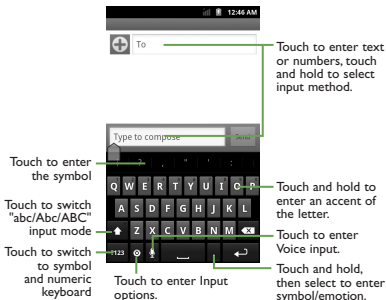 12:46 AM
To
Touch to enter text
or numbers, touch
and hold to select
input method.
Type to compose
Send
Touch to enter
the symbol
? , " ' :
Q W E R T Y U I O P
Touch to switch
"abc/Abc/ABC"
input mode
A S D F G H J K L
Touch and hold to
enter an accent of
the letter.
Z X C V B N M
Touch to enter
Voice input.
Touch to switch
to symbol
and numeric
keyboard
?123
Touch to enter Input
options.
Touch and hold,
then select to enter
symbol/emotion.